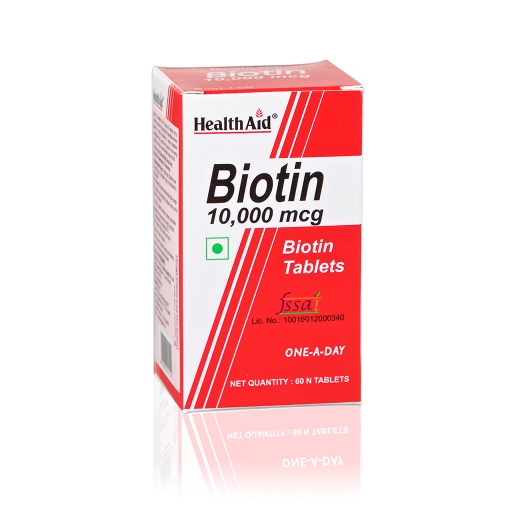 Biotin
10,000 mcg
HealthAid®
Biotin
10,000 mcg
Biotin
Tablets
fssai
Lic. No.: 10016012000340
ONE-A-DAY
NET QUANTITY : 60 N TABLETS